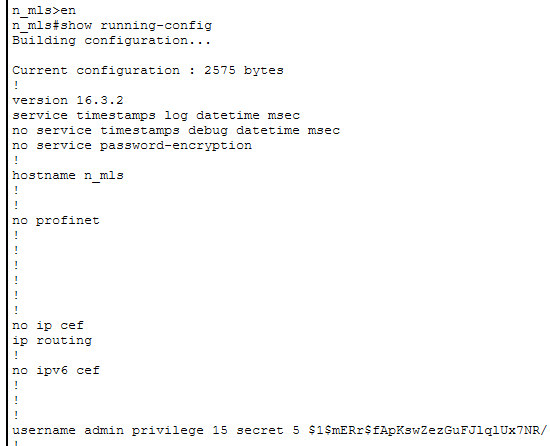 n_mls>en
n_mls#show running-config
Building configuration...
Current configuration : 2575 bytes
!
version 16.3.2
service timestamps log datetime msec
no service timestamps debug datetime msec
no service password-encryption
!
hostname n_mls
!
!
no profinet
!
!
!
!
!
!
no ip cef
ip routing
!
no ipv6 cef
!
!
!
username admin privilege 15 secret 5 $1$mERr$fApKswZezGuFJlqlUx7NR/
!